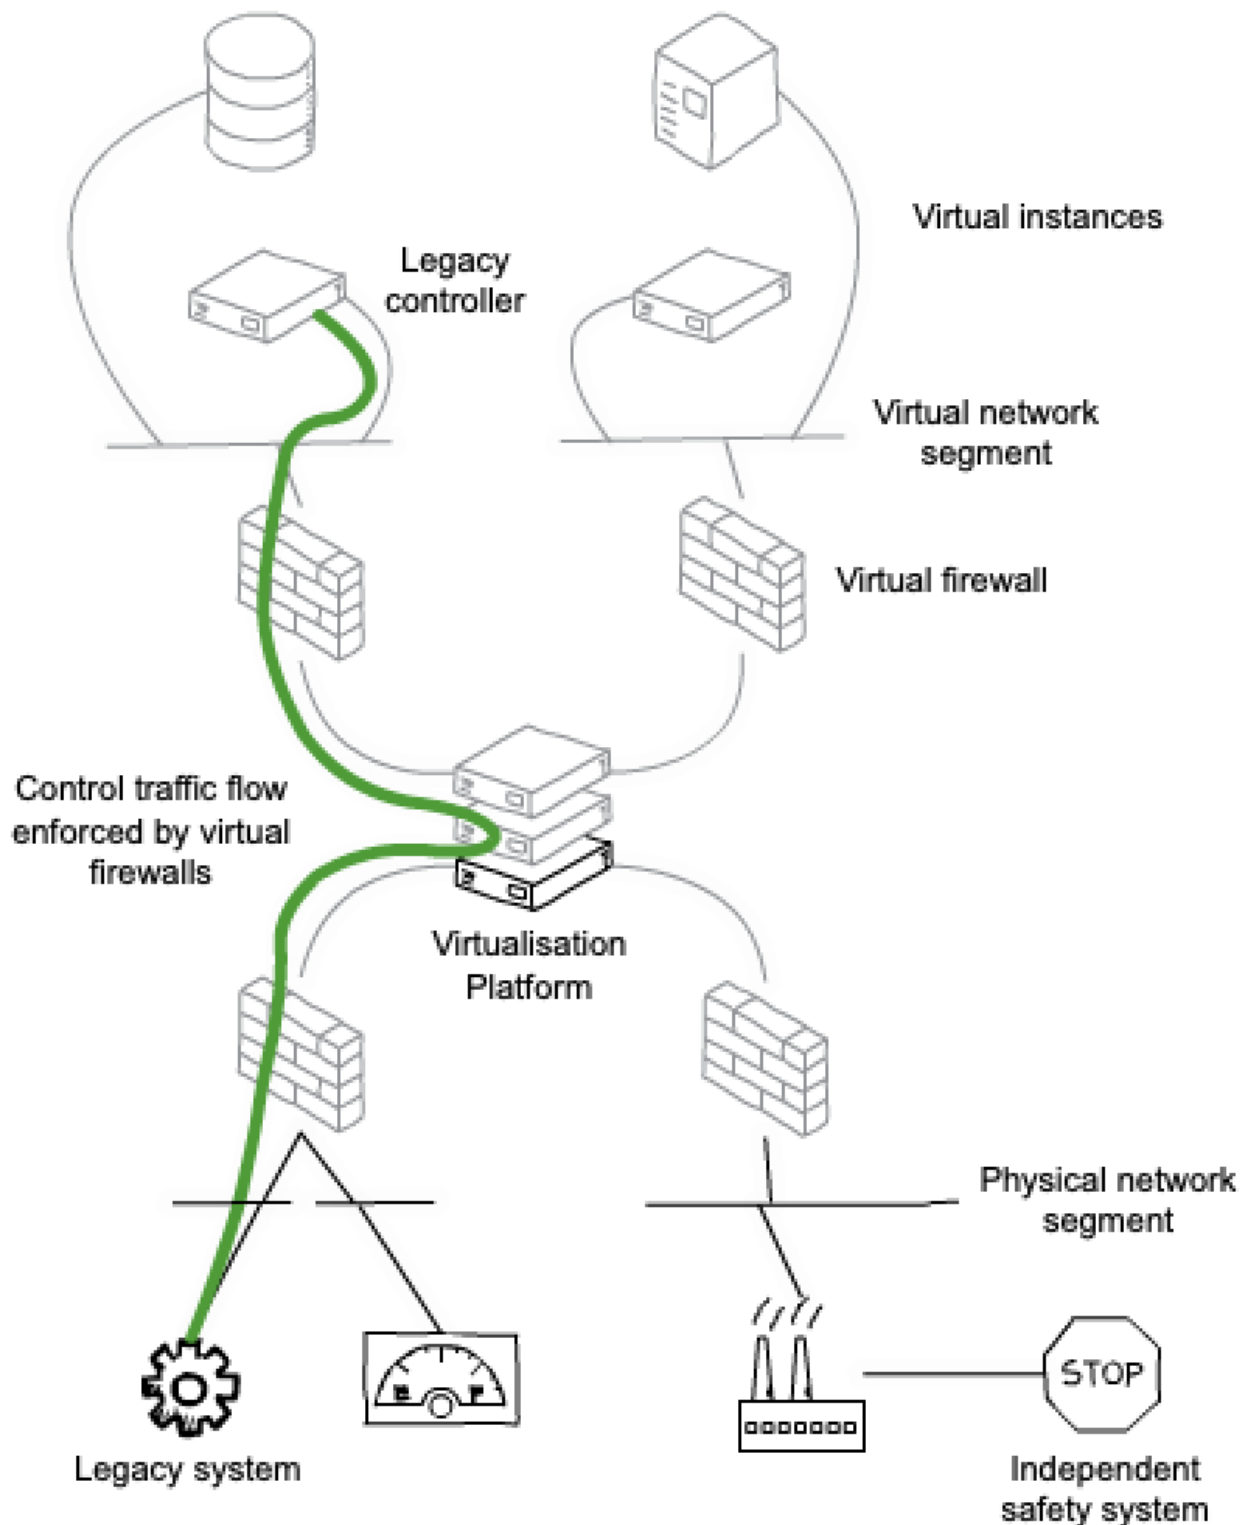 Virtual instances
Legacy
controller
Virtual network
segment
Virtual firewall
Control traffic flow
enforced by virtual
firewalls
Virtualisation
Platform
Physical network
segment
E F
STOP
Legacy system
Independent
safety system